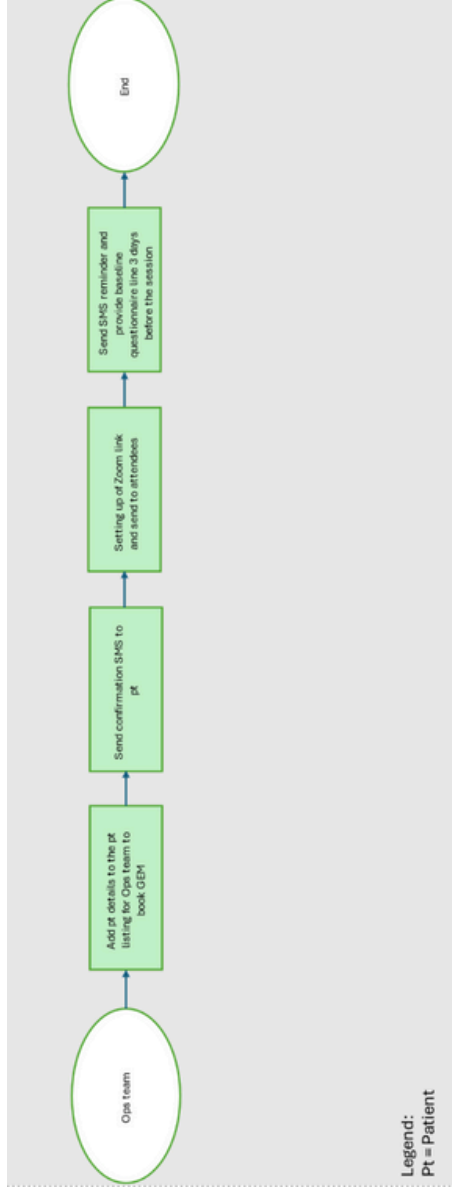 Ops team
Add pt details to the pt
listing for Ops team to
book GEM
Send confirmation SMS to
pt
Setting up of Zoom link
and send to attendees
Send SMS reminder and
provide baseline
questionnaire line 3 days
before the session
End
Legend:
Pt = Patient